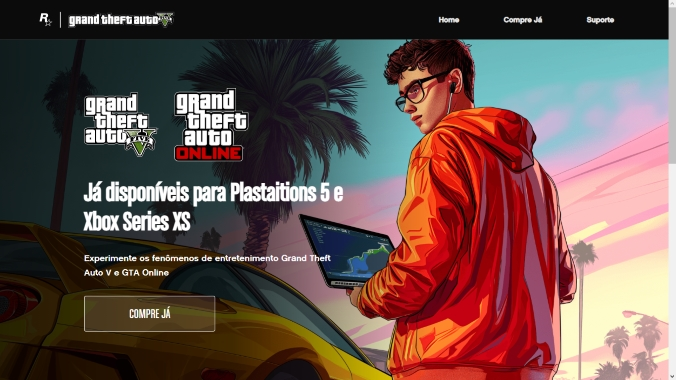 R★ grand theft auto V Home Compre Já Suporte
grand theft auto V
grand theft auto ONLINE
Já disponíveis para Plastaitions 5 e
Xbox Series XS
Experimente os fenômenos de entretenimento Grand Theft
Auto V e GTA Online
COMPRE JÁ